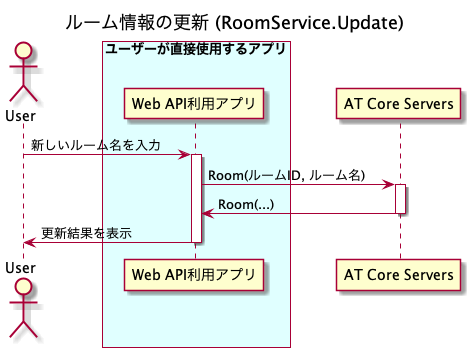 ルーム情報の更新 (RoomService.Update)
ユーザーが直接使用するアプリ
User
Web API利用アプリ
AT Core Servers
新しいルーム名を入力
Room(ルームID, ルーム名)
Room(...)
更新結果を表示
User
Web API利用アプリ
AT Core Servers